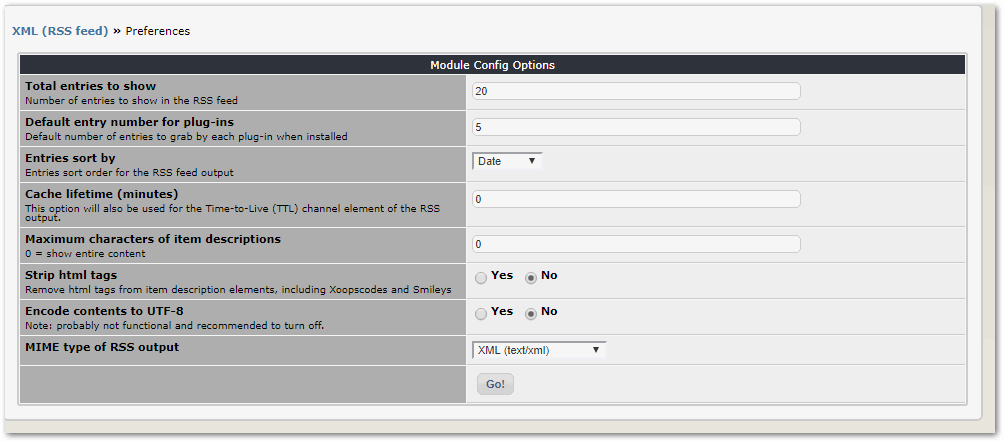 XML (RSS feed) » Preferences
Module Config Options
Total entries to show
Number of entries to show in the RSS feed
20
Default entry number for plug-ins
Default number of entries to grab by each plug-in when installed
5
Entries sort by
Entries sort order for the RSS feed output
Date
Cache lifetime (minutes)
This option will also be used for the Time-to-Live (TTL) channel element of the RSS
output.
0
Maximum characters of item descriptions
0 = show entire content
0
Strip html tags
Remove html tags from item description elements, including Xoopscodes and Smileys
Yes No
Encode contents to UTF-8
Note: probably not functional and recommended to turn off.
Yes No
MIME type of RSS output
XML (text/xml)
Go!